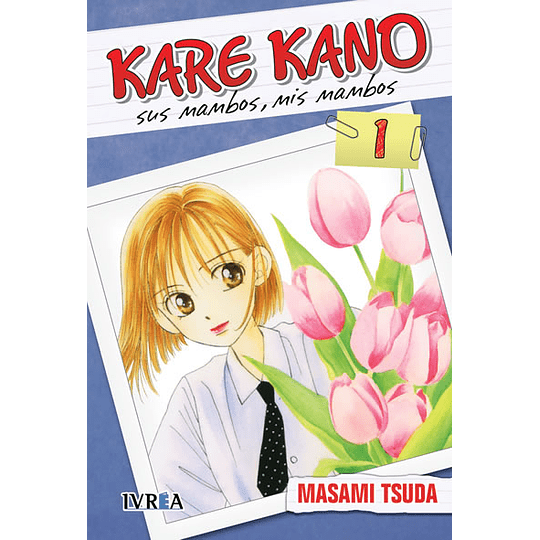 KARE KANO
sus mambos, mis mambos
1
IVREA
MASAMI TSUDA